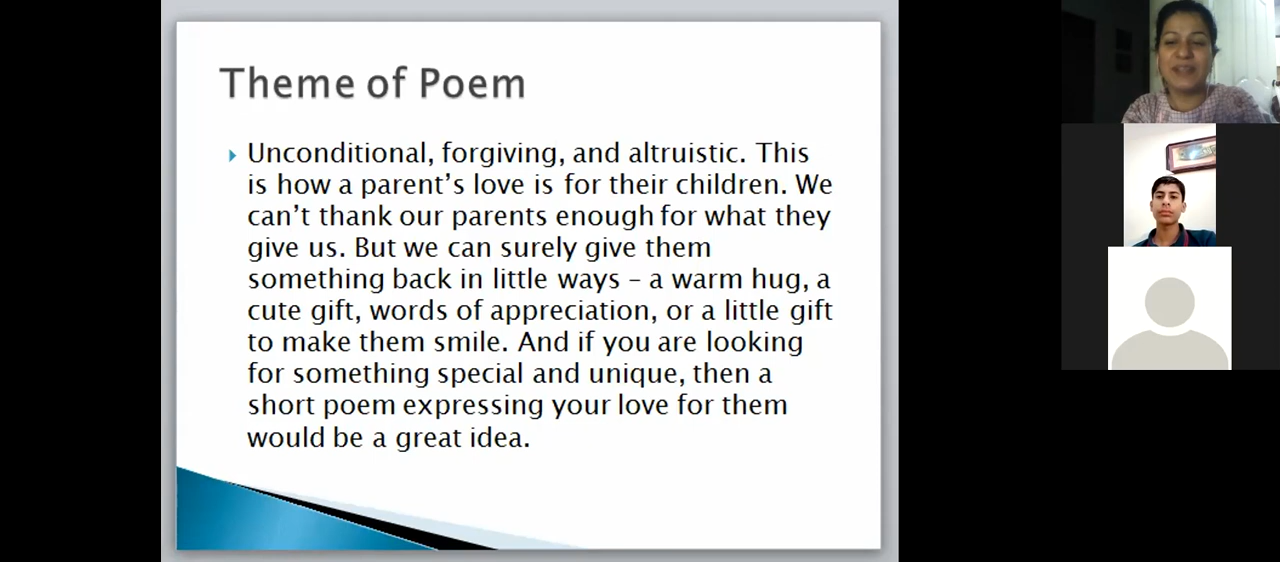 Theme of Poem
Unconditional, forgiving, and altruistic. This
is how a parent's love is for their children. We
can't thank our parents enough for what they
give us. But we can surely give them
something back in little ways – a warm hug, a
cute gift, words of appreciation, or a little gift
to make them smile. And if you are looking
for something special and unique, then a
short poem expressing your love for them
would be a great idea.